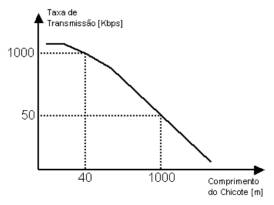 Taxa de
Transmissão [Kbps]
1000
50
40
1000
Comprimento
do Chicote [m]